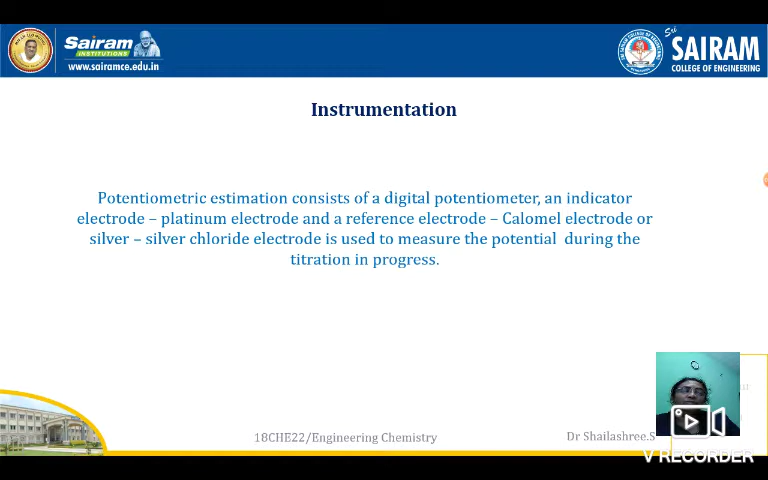 Sairam
INSTITUTIONS
www.sairamce.edu.in
Sri
SAIRAM
COLLEGE OF ENGINEERING
Instrumentation
Potentiometric estimation consists of a digital potentiometer, an indicator
electrode – platinum electrode and a reference electrode – Calomel electrode or
silver – silver chloride electrode is used to measure the potential during the
titration in progress.
18CHE22/Engineering Chemistry
Dr Shailashree.S
V RECORDER